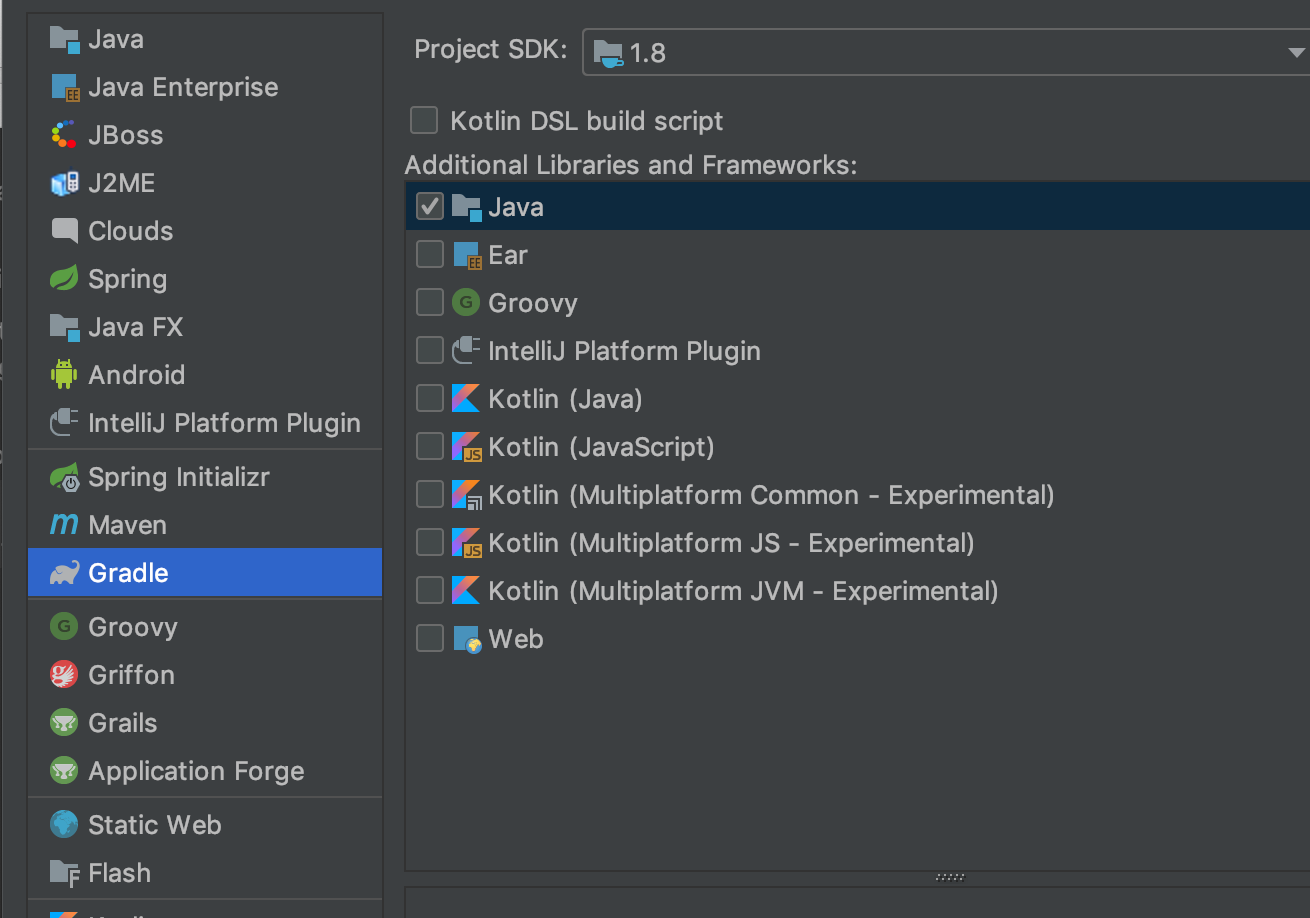 Java
Java Enterprise
JBoss
J2ME
Clouds
Spring
Java FX
Android
IntelliJ Platform Plugin
Spring Initializr
Maven
Gradle
Groovy
Griffon
Grails
Application Forge
Static Web
Flash
Project SDK: 1.8
Kotlin DSL build script
Additional Libraries and Frameworks:
Java
Ear
Groovy
IntelliJ Platform Plugin
Kotlin (Java)
Kotlin (JavaScript)
Kotlin (Multiplatform Common - Experimental)
Kotlin (Multiplatform JS - Experimental)
Kotlin (Multiplatform JVM - Experimental)
Web